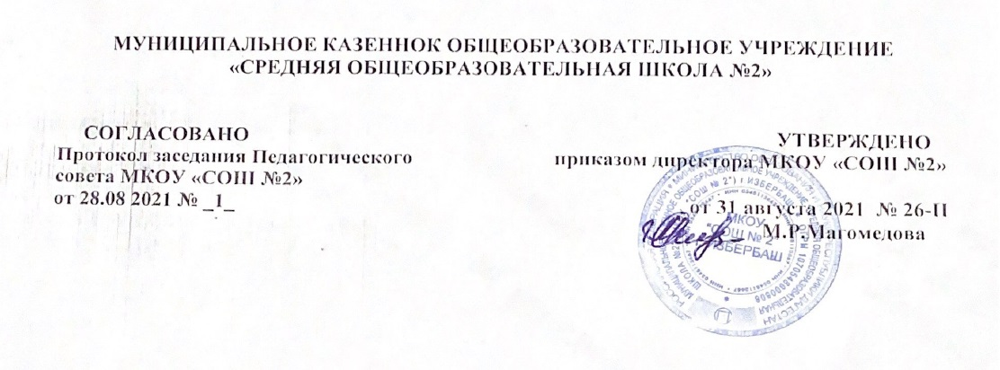 МУНИЦИПАЛЬНОЕ КАЗЕННОК ОБЩЕОБРАЗОВАТЕЛЬНОЕ УЧРЕЖДЕНИЕ
«СРЕДНЯЯ ОБЩЕОБРАЗОВАТЕЛЬНАЯ ШКОЛА №2»
СОГЛАСОВАНО
Протокол заседания Педагогического
совета МКОУ «СОШ №2»
от 28.08 2021 № _1_
УТВЕРЖДЕНО
приказом директора МКОУ «СОШ №2»
от 31 августа 2021 № 26-П
М.Р.Магомедова
МКОУ
"СОШ № 2"
ИЗБЕРБАШ